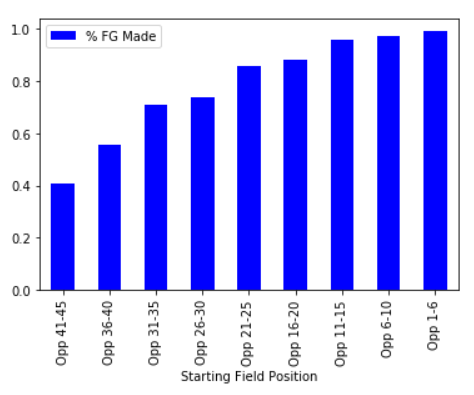 % FG Made
1.0
0.8
0.6
0.4
0.2
0.0
Opp 41-45
Opp 36-40
Opp 31-35
Opp 26-30
Opp 21-25
Opp 16-20
Opp 11-15
Opp 6-10
Opp 1-6
Starting Field Position